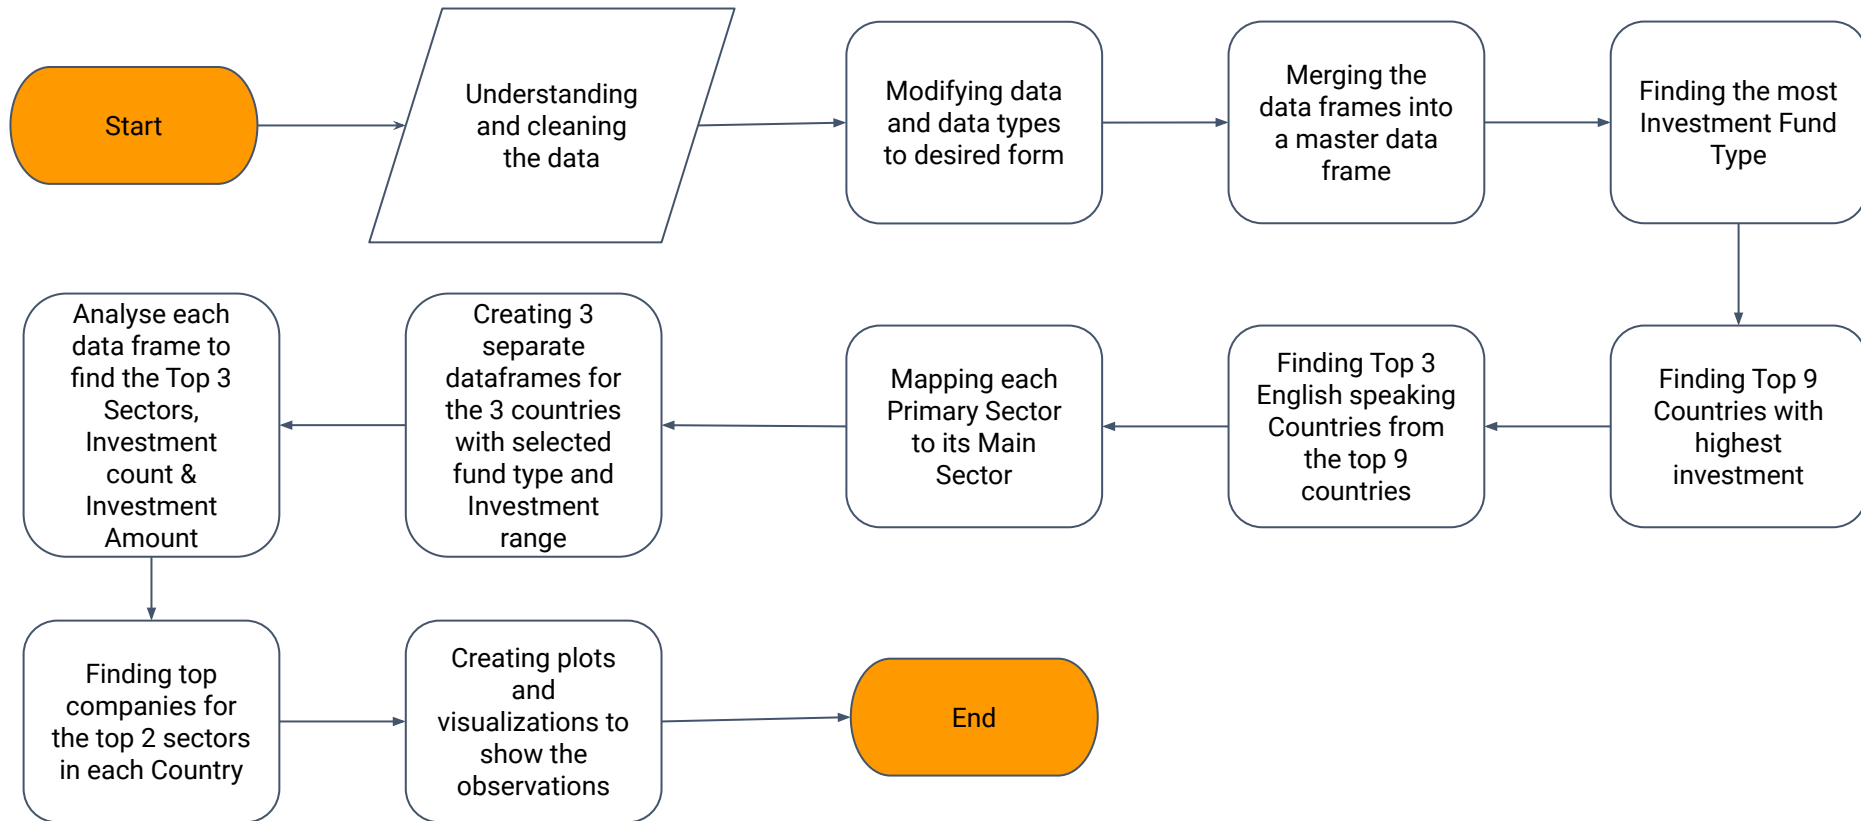 Start
Understanding
and cleaning
the data
Modifying data
and data types
to desired form
Merging the
data frames into
a master data
frame
Finding the most
Investment Fund
Type
Finding Top 9
Countries with
highest
investment
Finding Top 3
English speaking
Countries from
the top 9
countries
Mapping each
Primary Sector
to its Main
Sector
Creating 3
separate
dataframes for
the 3 countries
with selected
fund type and
Investment
range
Analyse each
data frame to
find the Top 3
Sectors,
Investment
count &
Investment
Amount
Finding top
companies for
the top 2 sectors
in each Country
Creating plots
and
visualizations to
show the
observations
End